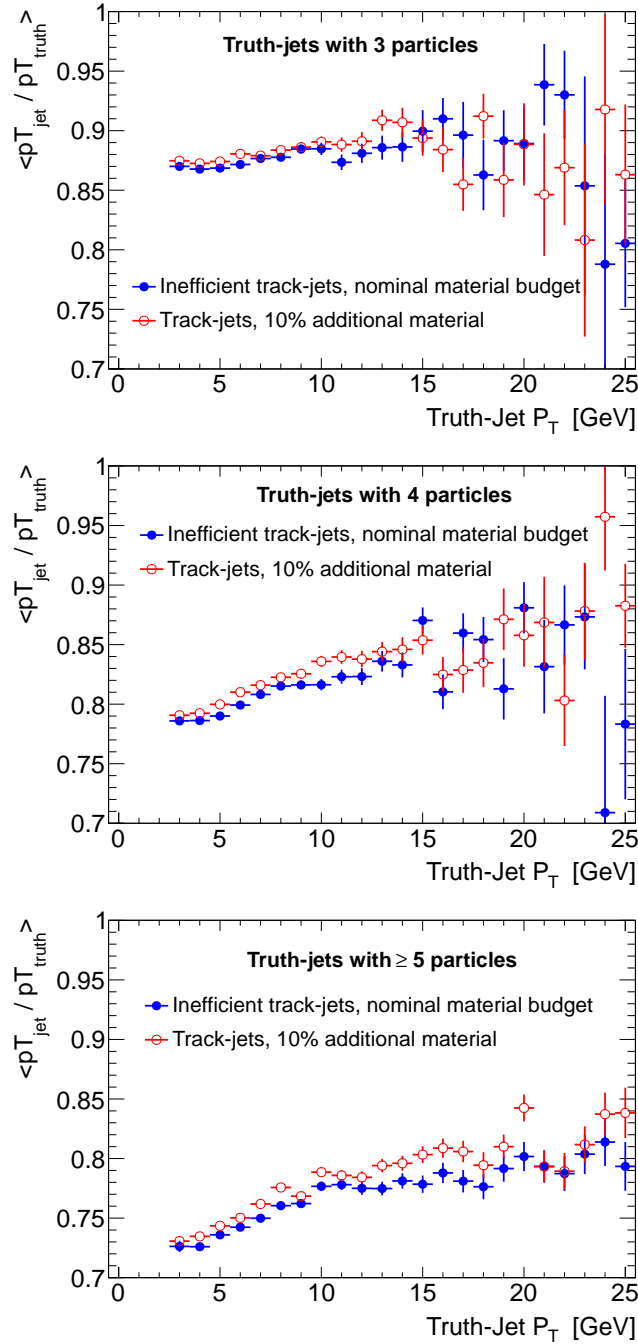 Truth-jets with 3 particles
<pT_jet / pT_truth>
0.95
0.9
0.85
0.8
0.75
0.7
Inefficient track-jets, nominal material budget
Track-jets, 10% additional material
0 5 10 15 20 25
Truth-Jet P_T [GeV]
Truth-jets with 4 particles
<pT_jet / pT_truth>
1
0.95
0.9
0.85
0.8
0.75
0.7
Inefficient track-jets, nominal material budget
Track-jets, 10% additional material
0 5 10 15 20 25
Truth-Jet P_T [GeV]
Truth-jets with ≥ 5 particles
<pT_jet / pT_truth>
1
0.95
0.9
0.85
0.8
0.75
0.7
Inefficient track-jets, nominal material budget
Track-jets, 10% additional material
0 5 10 15 20 25
Truth-Jet P_T [GeV]